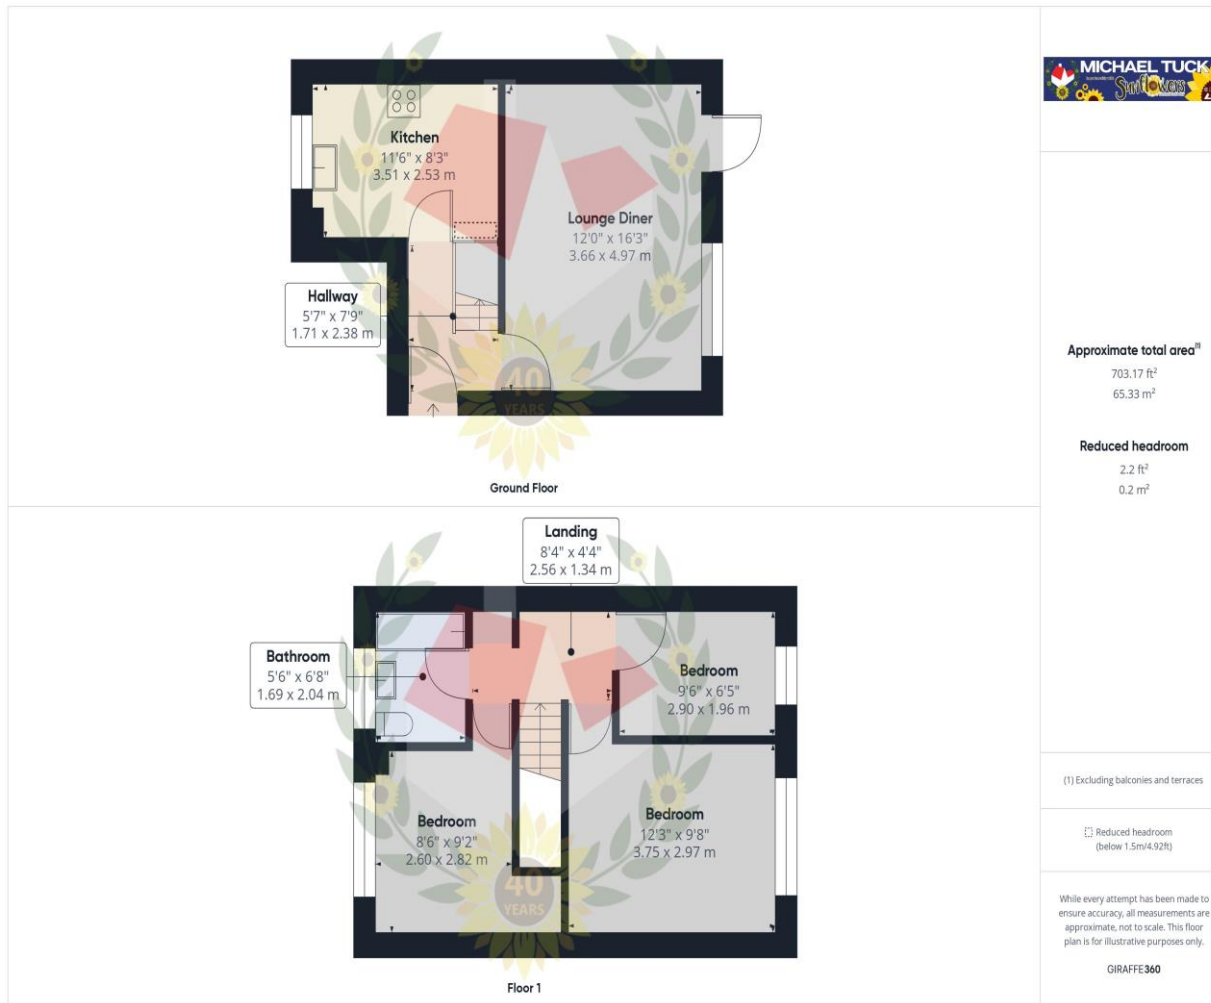 Kitchen
11'6" x 8'3"
3.51 x 2.53 m
Lounge Diner
12'0" x 16'3"
3.66 x 4.97 m
Hallway
5'7" x 7'9"
1.71 x 2.38 m
40
YEARS
Ground Floor
Landing
8'4" x 4'4"
2.56 x 1.34 m
Bathroom
5'6" x 6'8"
1.69 x 2.04 m
Bedroom
9'6" x 6'5"
2.90 x 1.96 m
Bedroom
8'6" x 9'2"
2.60 x 2.82 m
Bedroom
12'3" x 9'8"
3.75 x 2.97 m
40
YEARS
Floor 1
MICHAEL TUCK
Sunflowers
Approximate total area(1)
703.17 ft²
65.33 m²
Reduced headroom
2.2 ft²
0.2 m²
(1) Excluding balconies and terraces
Reduced headroom
(below 1.5m/4.92ft)
While every attempt has been made to
ensure accuracy, all measurements are
approximate, not to scale. This floor
plan is for illustrative purposes only.
GIRAFFE360